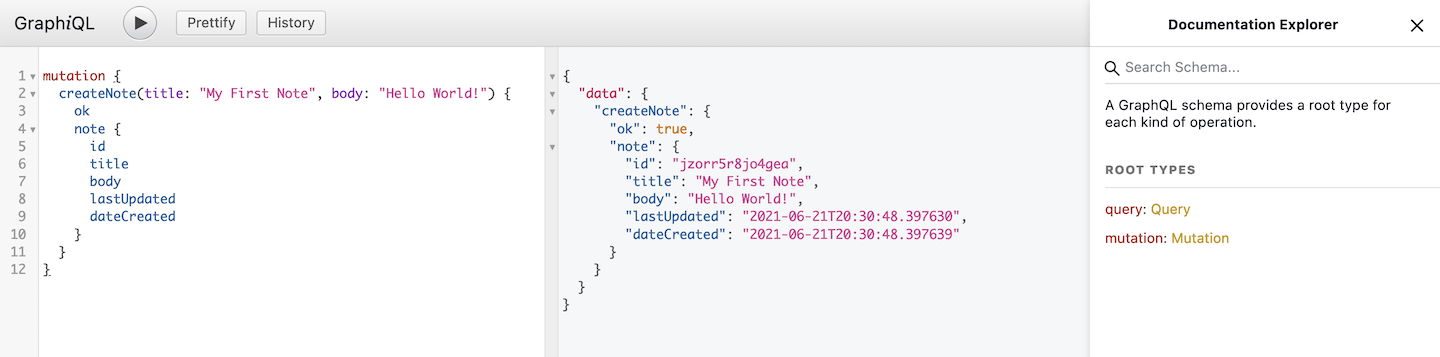 GraphiQL
Prettify
History
1 mutation {
2 createNote(title: "My First Note", body: "Hello World!") {
3 ok
4 note {
5 id
6 title
7 body
8 lastUpdated
9 dateCreated
10 }
11 }
12 }
{
"data": {
"createNote": {
"ok": true,
"note": {
"id": "jzorr5r8jo4gea",
"title": "My First Note",
"body": "Hello World!",
"lastUpdated": "2021-06-21T20:30:48.397630",
"dateCreated": "2021-06-21T20:30:48.397639"
}
}
}
}
Documentation Explorer
Search Schema...
A GraphQL schema provides a root type for
each kind of operation.
ROOT TYPES
query: Query
mutation: Mutation